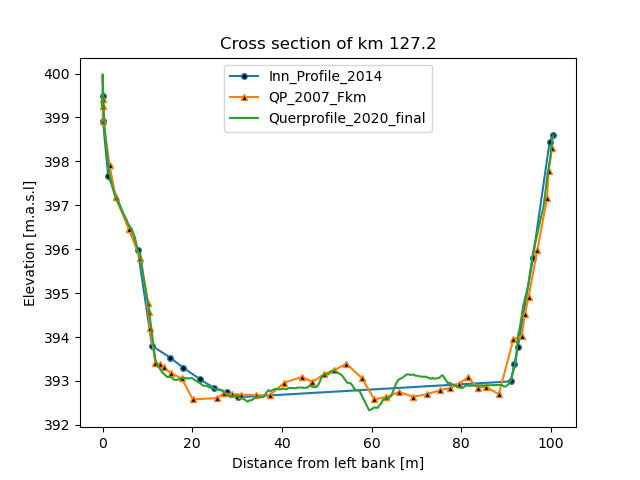 Cross section of km 127.2
Inn_Profile_2014
QP_2007_Fkm
Querprofile_2020_final
Elevation [m.a.s.l]
400
399
398
397
396
395
394
393
392
0 20 40 60 80 100
Distance from left bank [m]